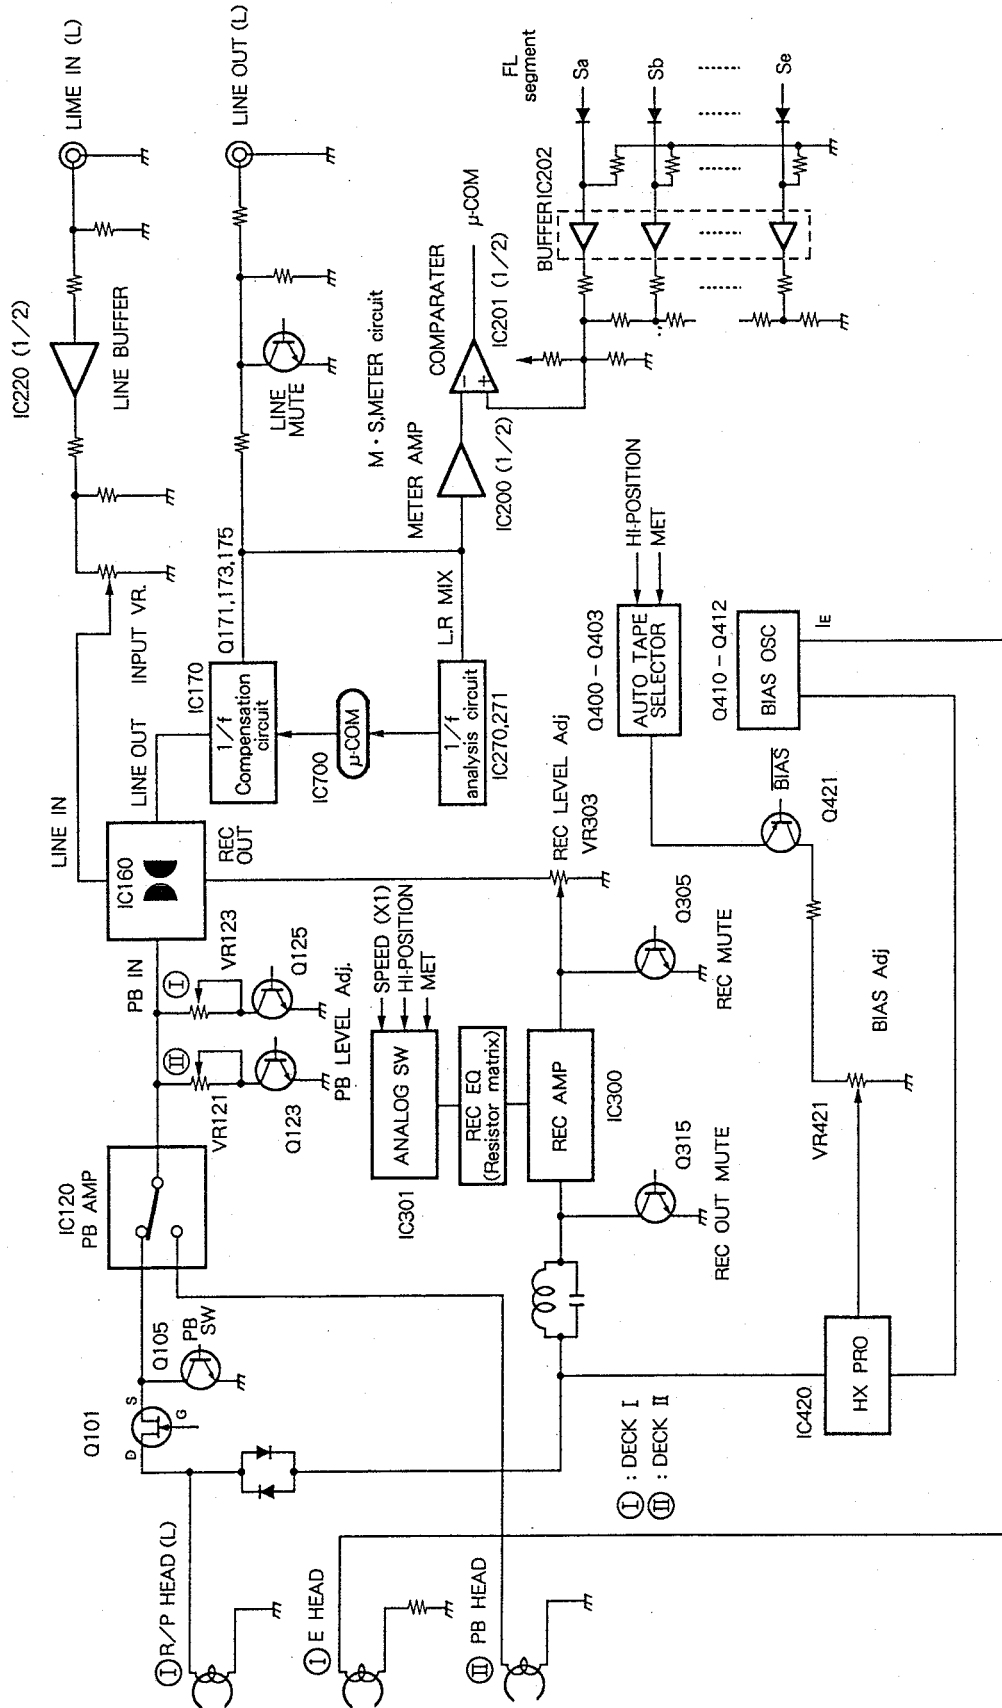 Ⓘ R/P HEAD (L)
Ⓘ E HEAD
Ⓘ︀Ⅱ PB HEAD
Q101
D
S
G
Q105
PB
SW
IC120
PB AMP
Ⅱ
VR121
Q123
Ⓘ
VR123
Q125
PB LEVEL Adj.
PB IN
IC160
LINE IN
LINE OUT
REC
OUT
INPUT VR.
IC220 (1/2)
LINE BUFFER
LIME IN (L)
LINE OUT (L)
LINE
MUTE
IC170
1/f
Compensation
circuit
Q171,173,175
IC700
μ-COM
1/f
analysis circuit
IC270,271
L.R MIX
M・S,METER circuit
METER AMP
IC200 (1/2)
COMPARATER
IC201 (1/2)
μ-COM
BUFFER IC202
FL
segment
Sa
Sb
Se
ANALOG SW
IC301
SPEED (X1)
HI-POSITION
MET
REC EQ
(Resistor matrix)
REC AMP
IC300
REC LEVEL Adj
VR303
Q305
REC MUTE
Q315
REC OUT MUTE
Q400-Q403
AUTO TAPE
SELECTOR
HI-POSITION
MET
Q410-Q412
BIAS OSC
IE
BIAS
Q421
BIAS Adj
VR421
IC420
HX PRO
Ⓘ : DECK I
Ⅱ : DECK Ⅱ